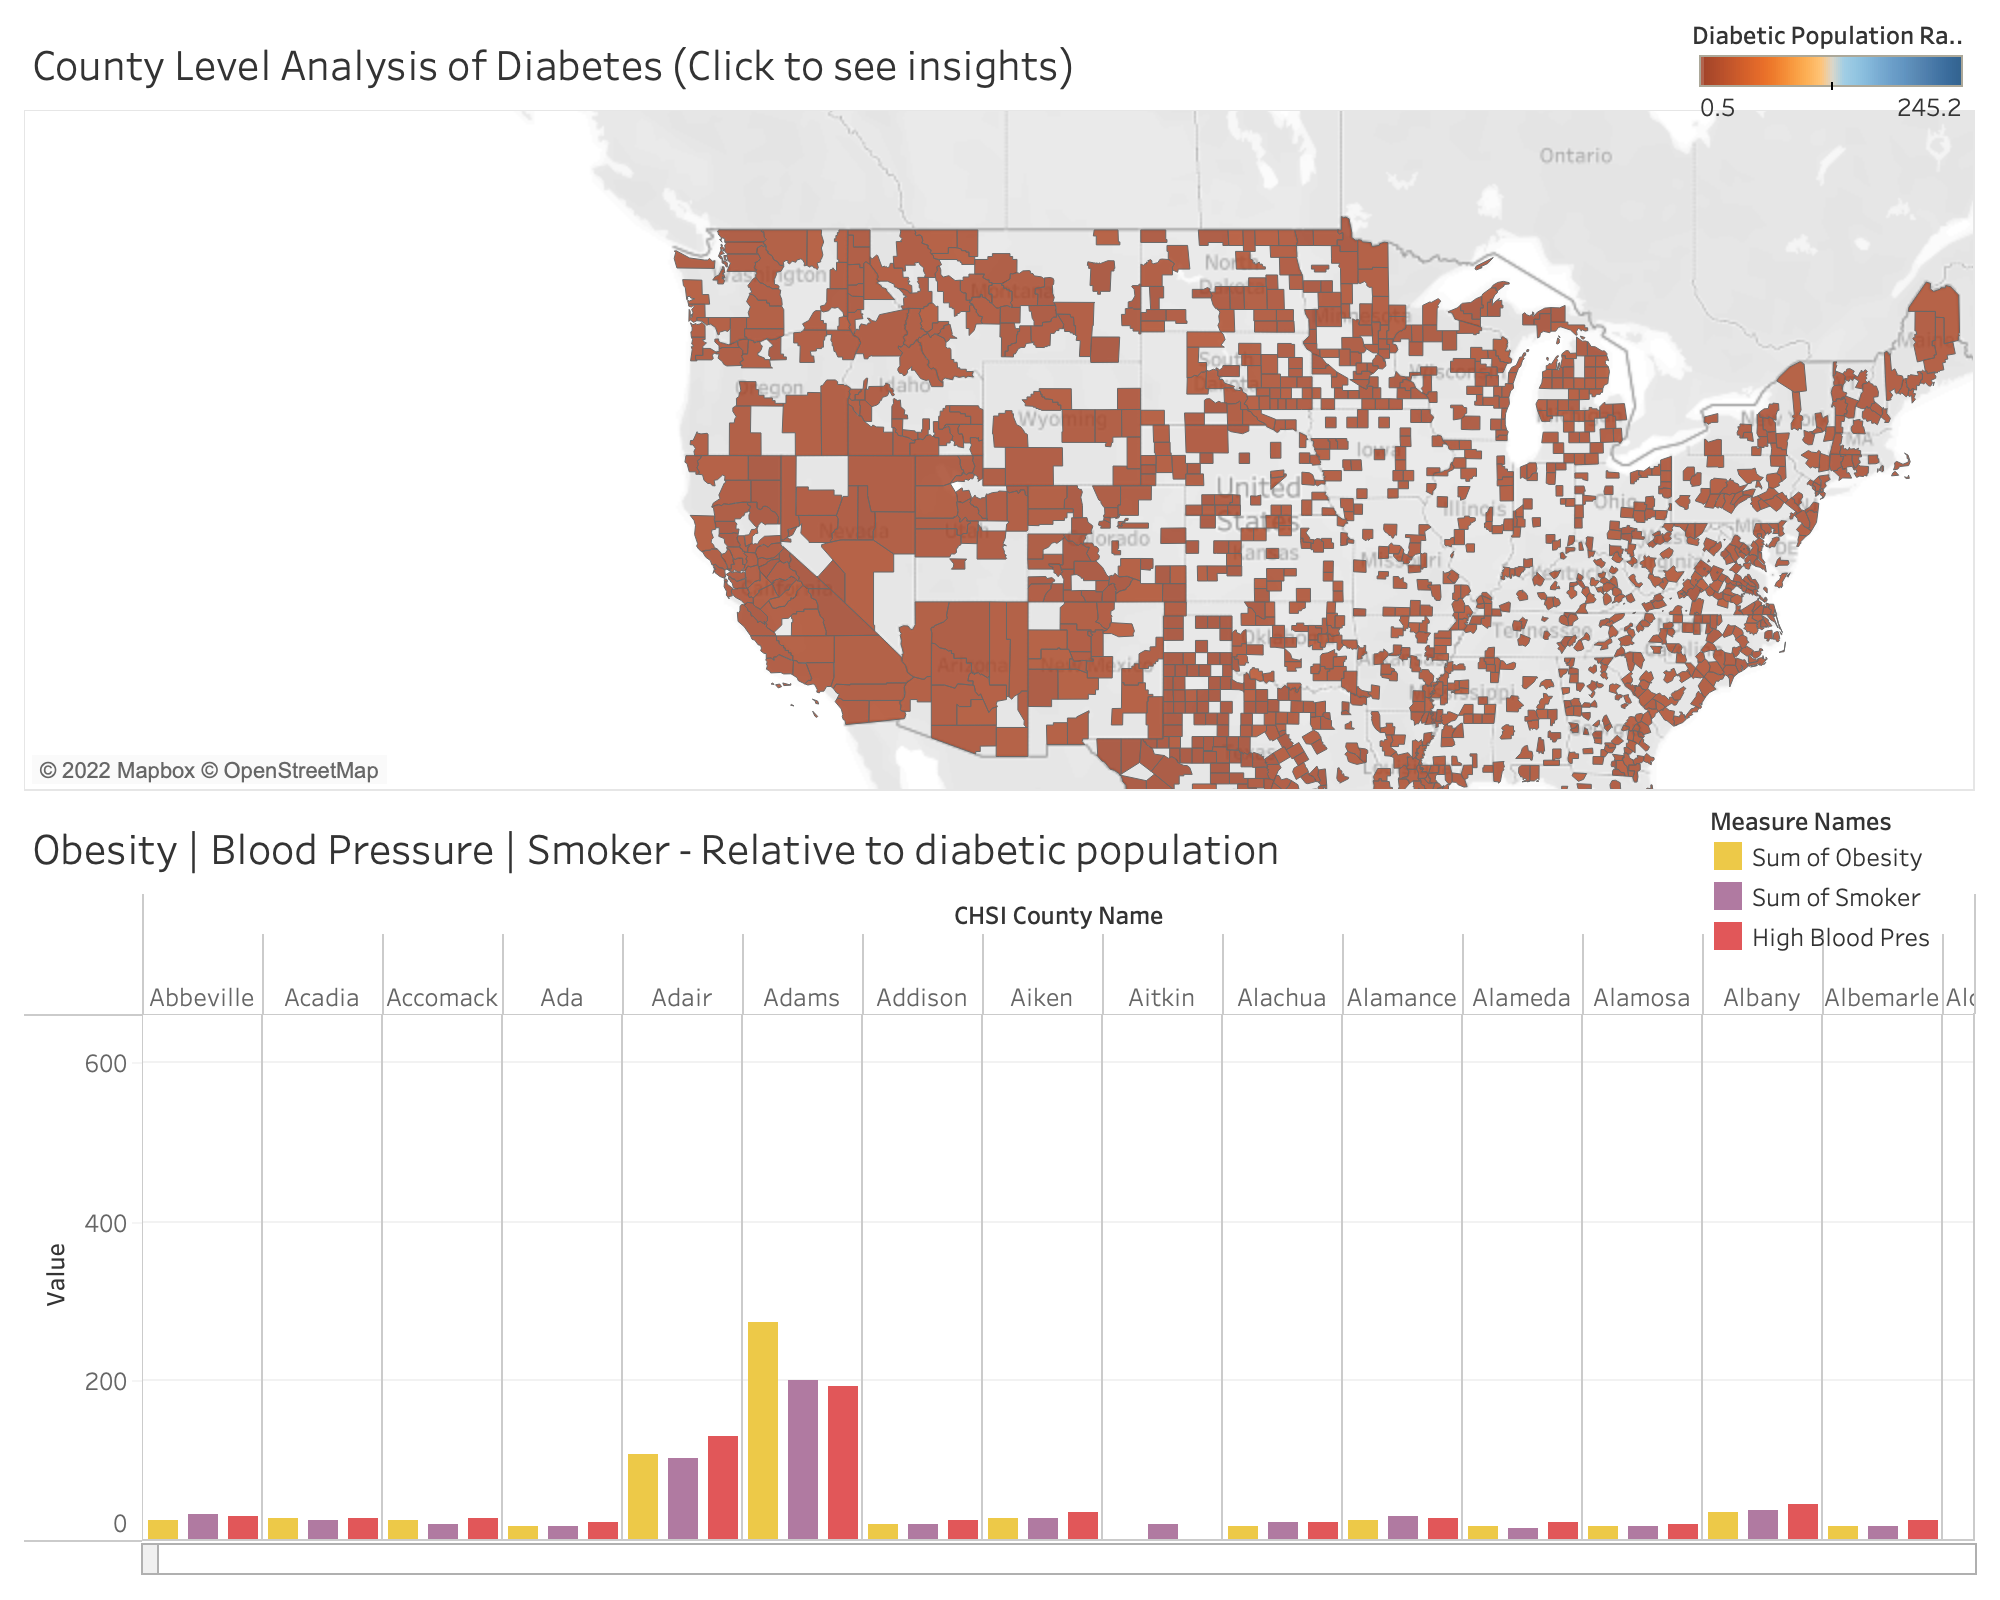 Diabetic Population Ra..
County Level Analysis of Diabetes (Click to see insights)
0.5 245.2
Ontario
Washington
North
Dakota
Montana
Minnesota
Maine
South
Dakota
Oregon
Idaho
Wyoming
New York
MA
Iowa
United
States
Illinois
Ohio
Nevada
Utah
Colorado
Kansas
Missouri
West
Virginia
MD
DE
Kentucky
California
Oklahoma
Tennessee
North
Carolina
Arizona
New Mexico
Arkansas
Mississippi
Texas
© 2022 Mapbox © OpenStreetMap
Obesity | Blood Pressure | Smoker - Relative to diabetic population
Measure Names
Sum of Obesity
Sum of Smoker
High Blood Pres
CHSI County Name
Abbeville Acadia Accomack Ada Adair Adams Addison Aiken Aitkin Alachua Alamance Alameda Alamosa Albany Albemarle
600
400
200
0
Value